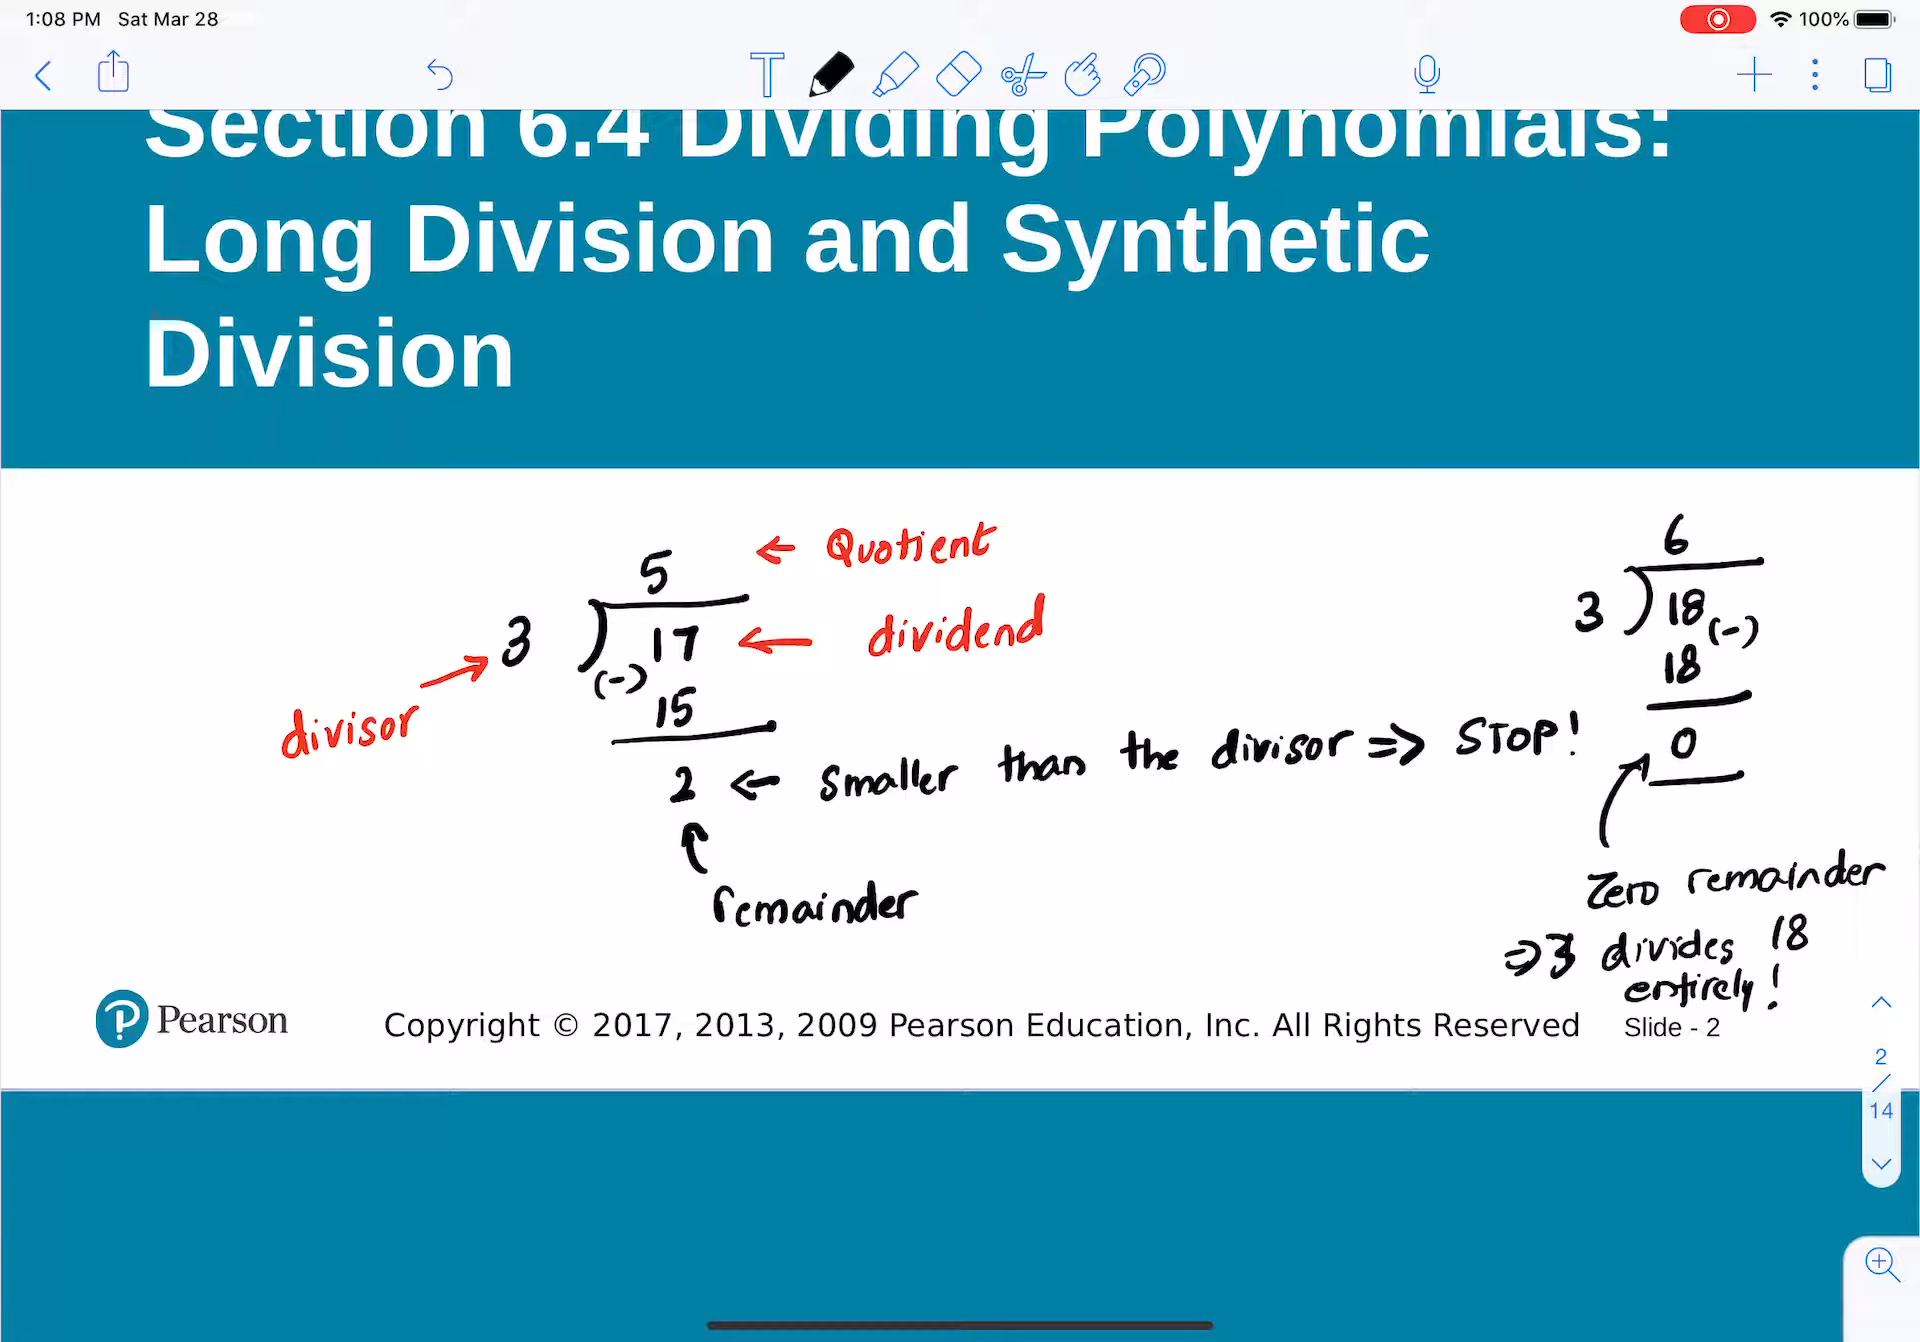 1:08 PM Sat Mar 28
100%
Section 6.4 Dividing Polynomials:
Long Division and Synthetic
Division
5 ← Quotient
3 ) 17 ← dividend
(-)
divisor →
15
2 ← Smaller than the divisor ⇒ STOP!
↑
remainder
6
3 ) 18
(-)
18
0
Zero remainder
⇒ 3 divides 18
entirely!
Pearson
Copyright © 2017, 2013, 2009 Pearson Education, Inc. All Rights Reserved
Slide - 2
2
/
14